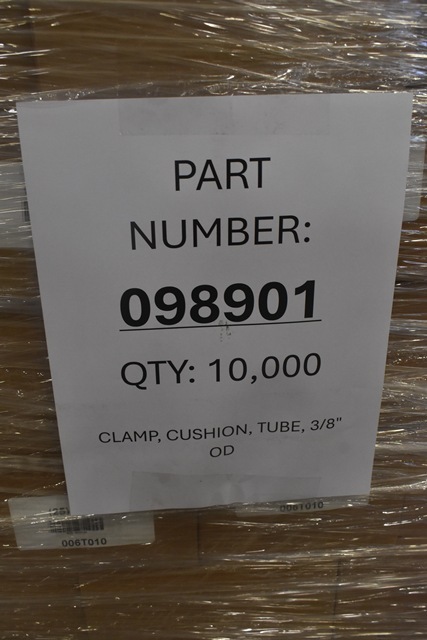 PART
NUMBER:
098901
QTY: 10,000
CLAMP, CUSHION, TUBE, 3/8"
OD
006T010
006T010